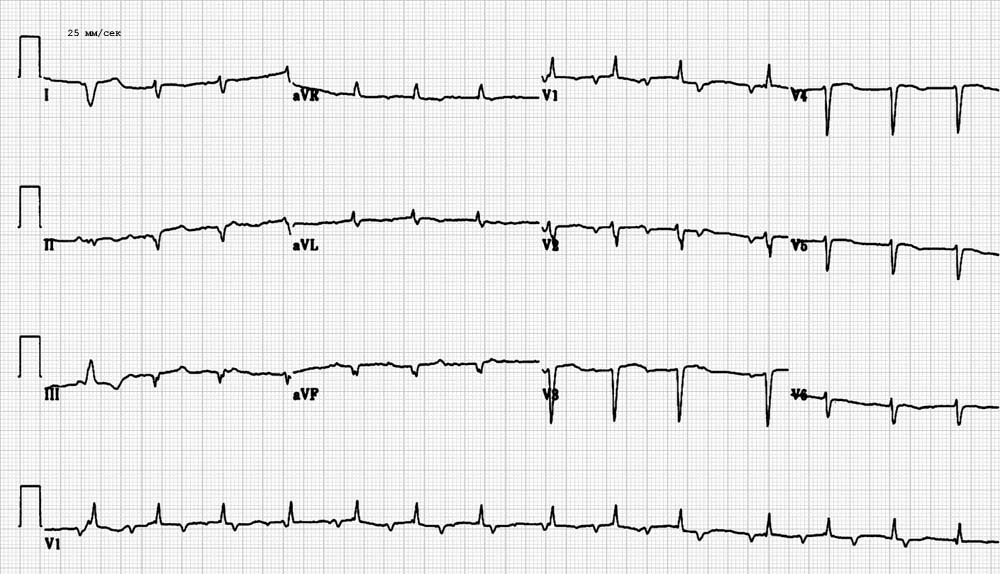 25 мм/сек
I aVR V1 V4
II aVL V2 V5
III aVF V3 V6
V1